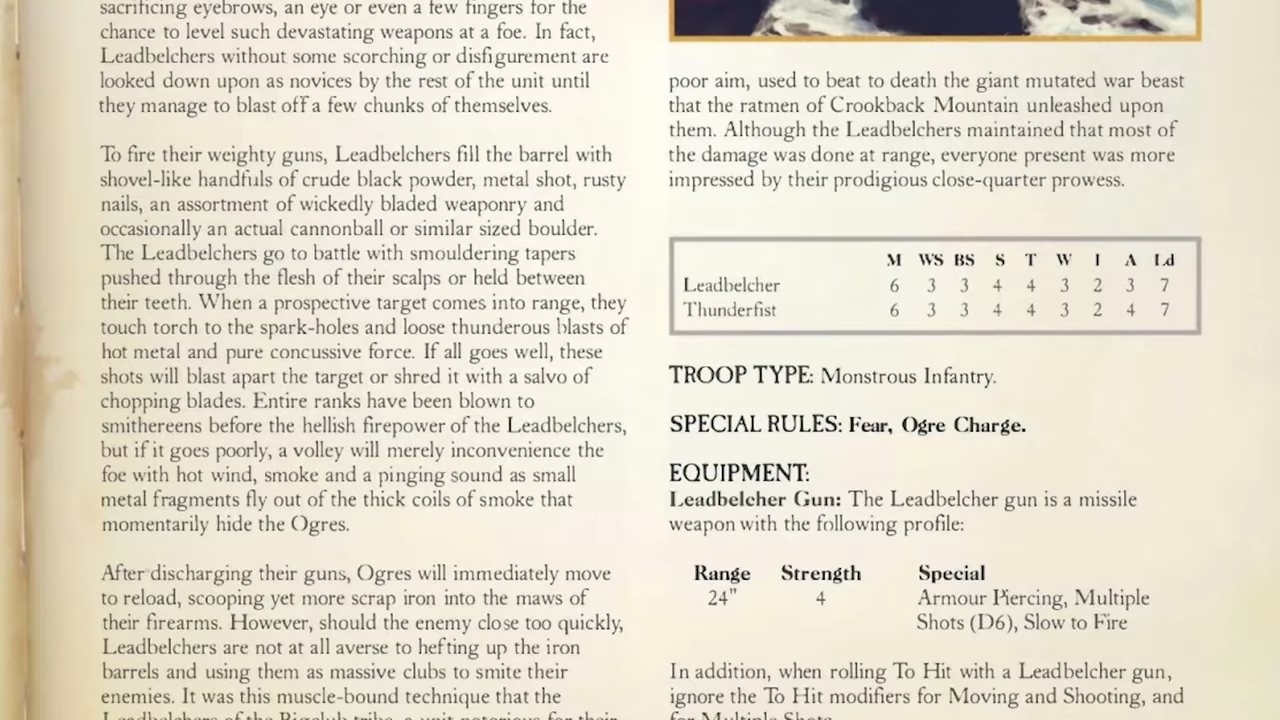 sacrificing eyebrows, an eye or even a few fingers for the
chance to level such devastating weapons at a foe. In fact,
Leadbelchers without some scorching or disfigurement are
looked down upon as novices by the rest of the unit until
they manage to blast off a few chunks of themselves.
To fire their weighty guns, Leadbelchers fill the barrel with
shovel-like handfuls of crude black powder, metal shot, rusty
nails, an assortment of wickedly bladed weaponry and
occasionally an actual cannonball or similar sized boulder.
The Leadbelchers go to battle with smouldering tapers
pushed through the flesh of their scalps or held between
their teeth. When a prospective target comes into range, they
touch torch to the spark-holes and loose thunderous blasts of
hot metal and pure concussive force. If all goes well, these
shots will blast apart the target or shred it with a salvo of
chopping blades. Entire ranks have been blown to
smithereens before the hellish firepower of the Leadbelchers,
but if it goes poorly, a volley will merely inconvenience the
foe with hot wind, smoke and a pinging sound as small
metal fragments fly out of the thick coils of smoke that
momentarily hide the Ogres.
After discharging their guns, Ogres will immediately move
to reload, scooping yet more scrap iron into the maws of
their firearms. However, should the enemy close too quickly,
Leadbelchers are not at all averse to hefting up the iron
barrels and using them as massive clubs to smite their
enemies. It was this muscle-bound technique that the
Leadbelchers of the Bigclub tribe, a unit notorious for their
poor aim, used to beat to death the giant mutated war beast
that the ratmen of Crookback Mountain unleashed upon
them. Although the Leadbelchers maintained that most of
the damage was done at range, everyone present was more
impressed by their prodigious close-quarter prowess.
M WS BS S T W I A Ld
Leadbelcher 6 3 3 4 4 3 2 3 7
Thunderfist 6 3 3 4 4 3 2 4 7
TROOP TYPE: Monstrous Infantry.
SPECIAL RULES: Fear, Ogre Charge.
EQUIPMENT:
Leadbelcher Gun: The Leadbelcher gun is a missile
weapon with the following profile:
Range Strength Special
24" 4 Armour Piercing, Multiple
Shots (D6), Slow to Fire
In addition, when rolling To Hit with a Leadbelcher gun,
ignore the To Hit modifiers for Moving and Shooting, and
for Multiple Shots